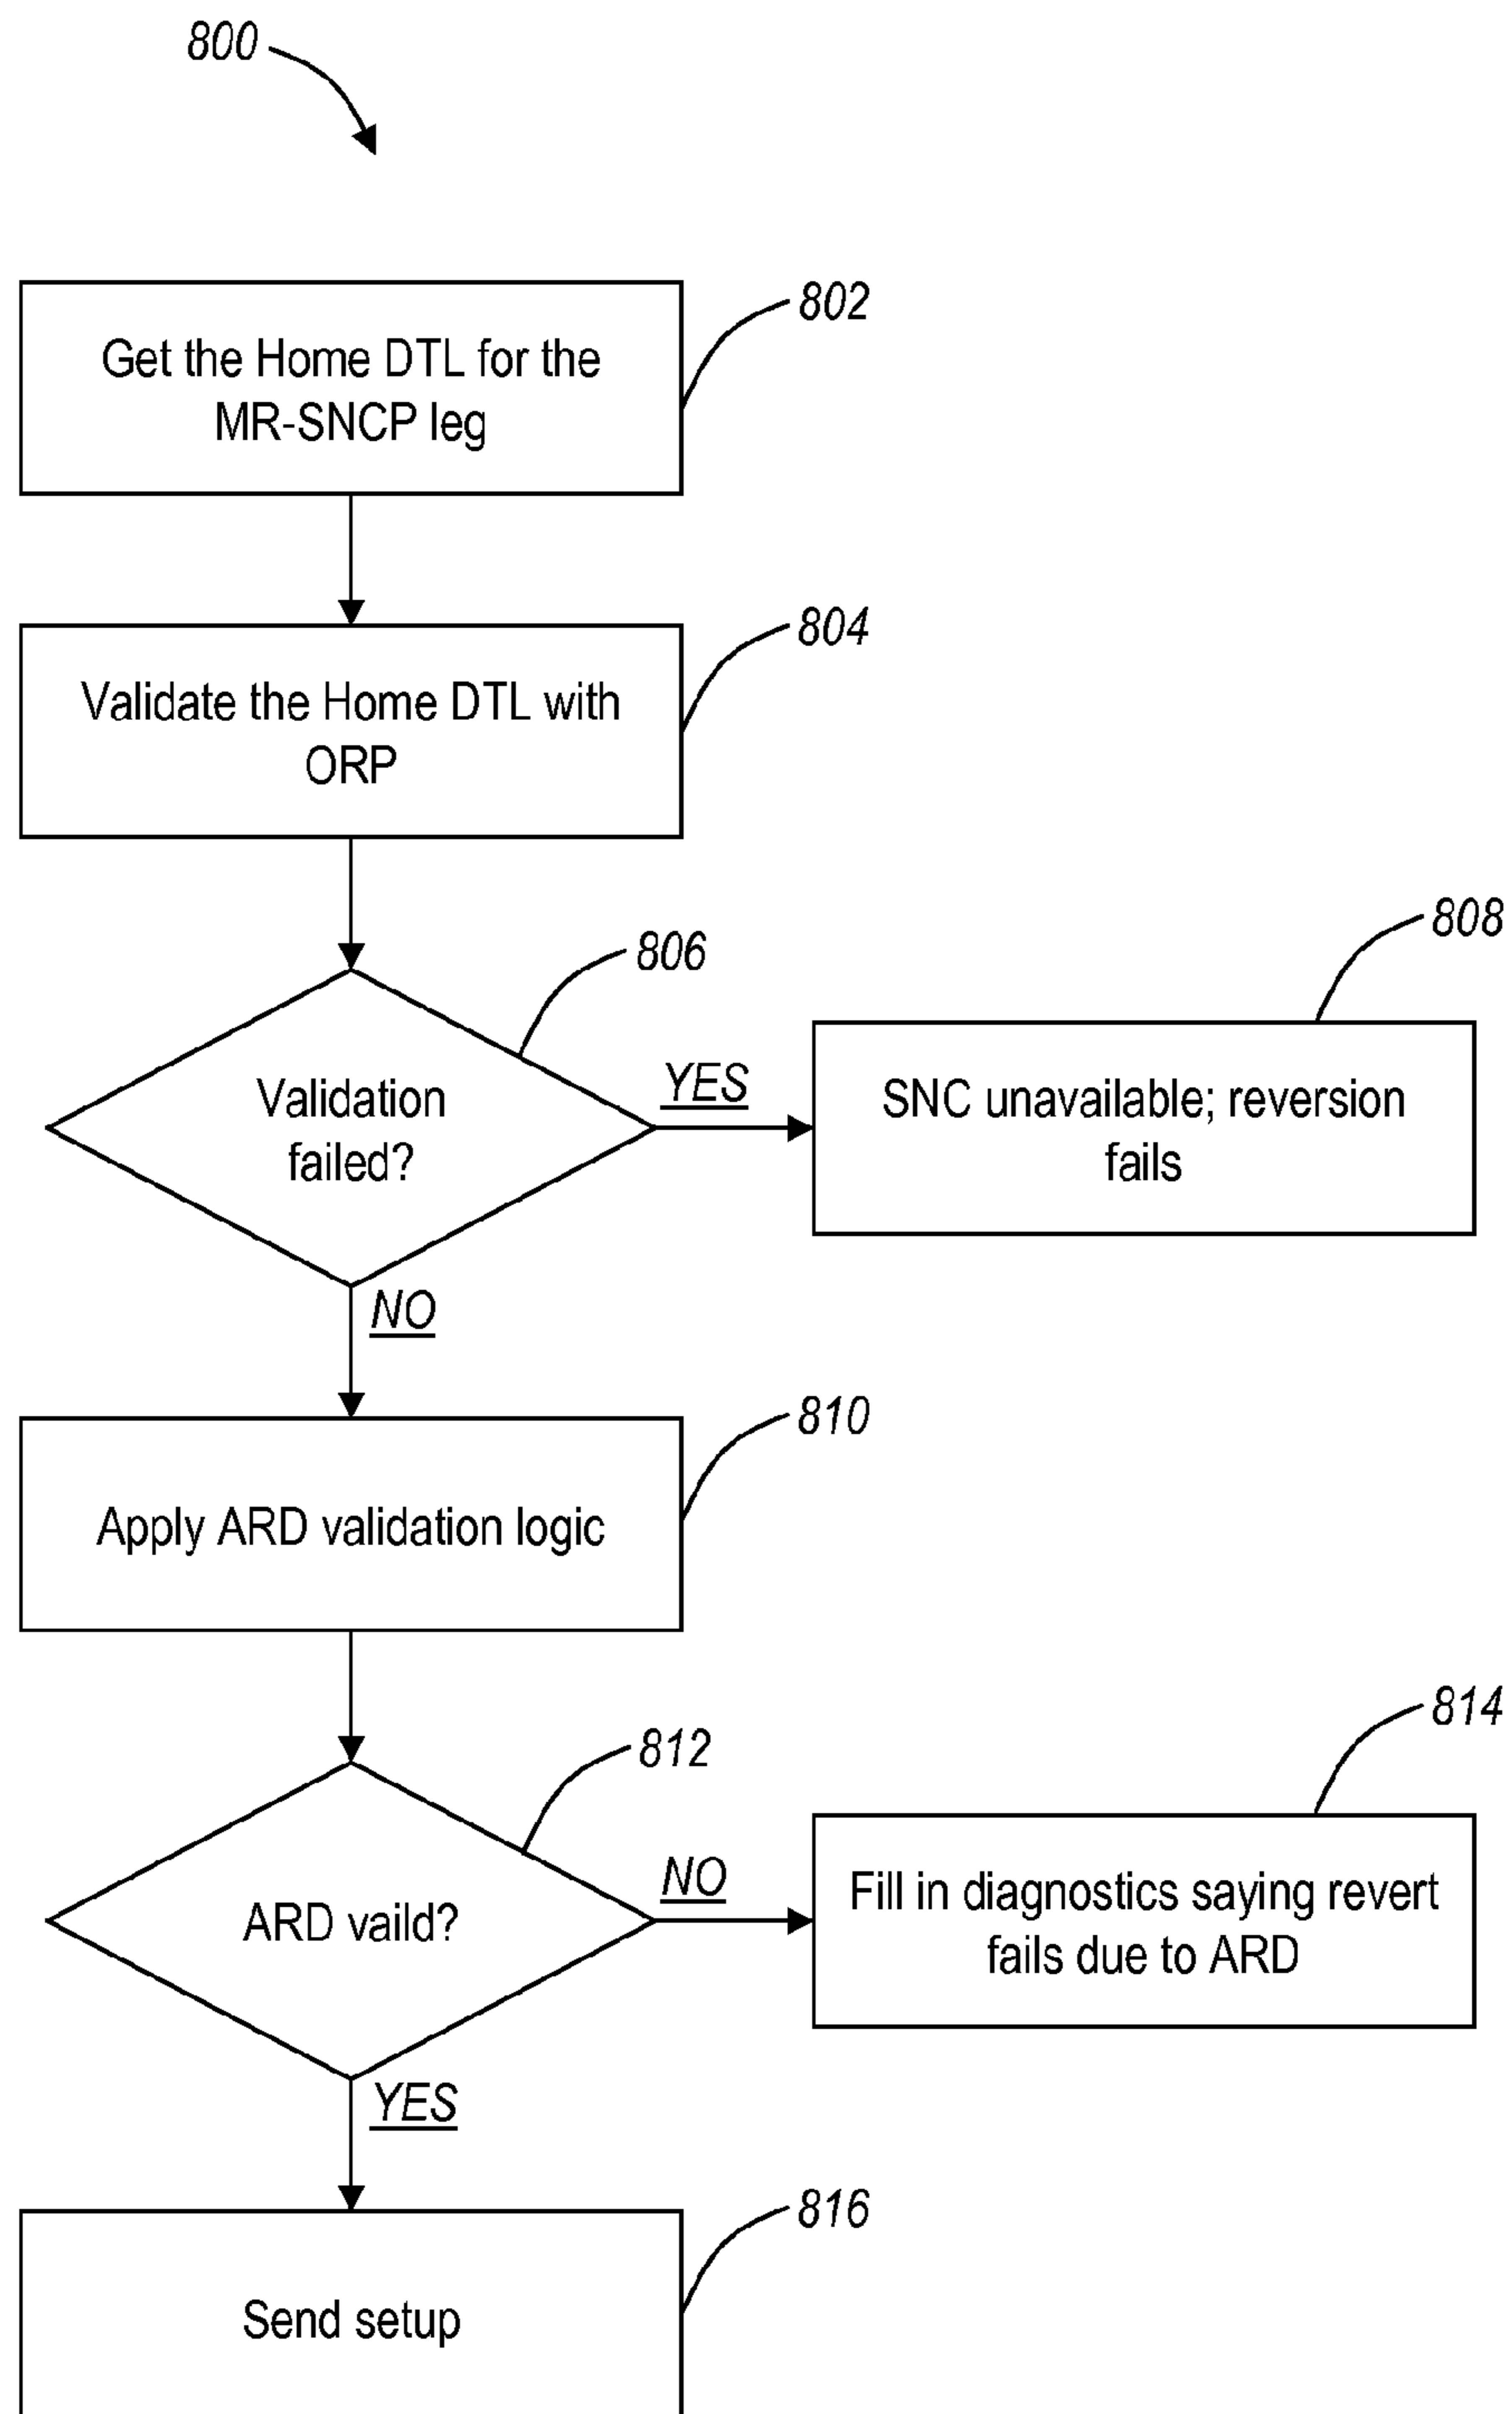 800
802
Get the Home DTL for the
MR-SNCP leg
804
Validate the Home DTL with
ORP
806
808
Validation
failed?
YES
SNC unavailable; reversion
fails
NO
810
Apply ARD validation logic
812
814
ARD vaild?
NO
Fill in diagnostics saying revert
fails due to ARD
YES
816
Send setup